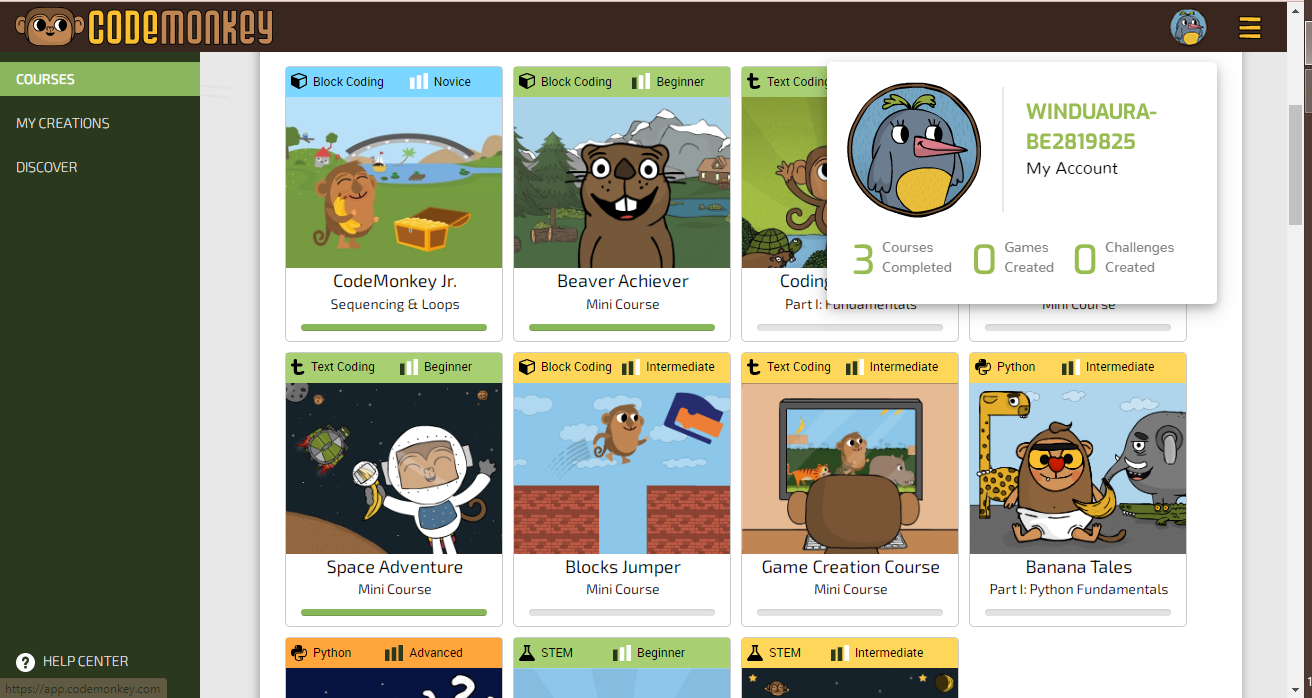 CODEMONKEY
COURSES
MY CREATIONS
DISCOVER
HELP CENTER
https://app.codemonkey.com
Block Coding Novice
CodeMonkey Jr.
Sequencing & Loops
Block Coding Beginner
Beaver Achiever
Mini Course
Text Coding
Coding
Part I: Fundamentals
Mini Course
WINDUAURA-
BE2819825
My Account
3 Courses
Completed
0 Games
Created
0 Challenges
Created
Text Coding Beginner
Space Adventure
Mini Course
Block Coding Intermediate
Blocks Jumper
Mini Course
Text Coding Intermediate
Game Creation Course
Mini Course
Python Intermediate
Banana Tales
Part I: Python Fundamentals
Python Advanced
STEM Beginner
STEM Intermediate